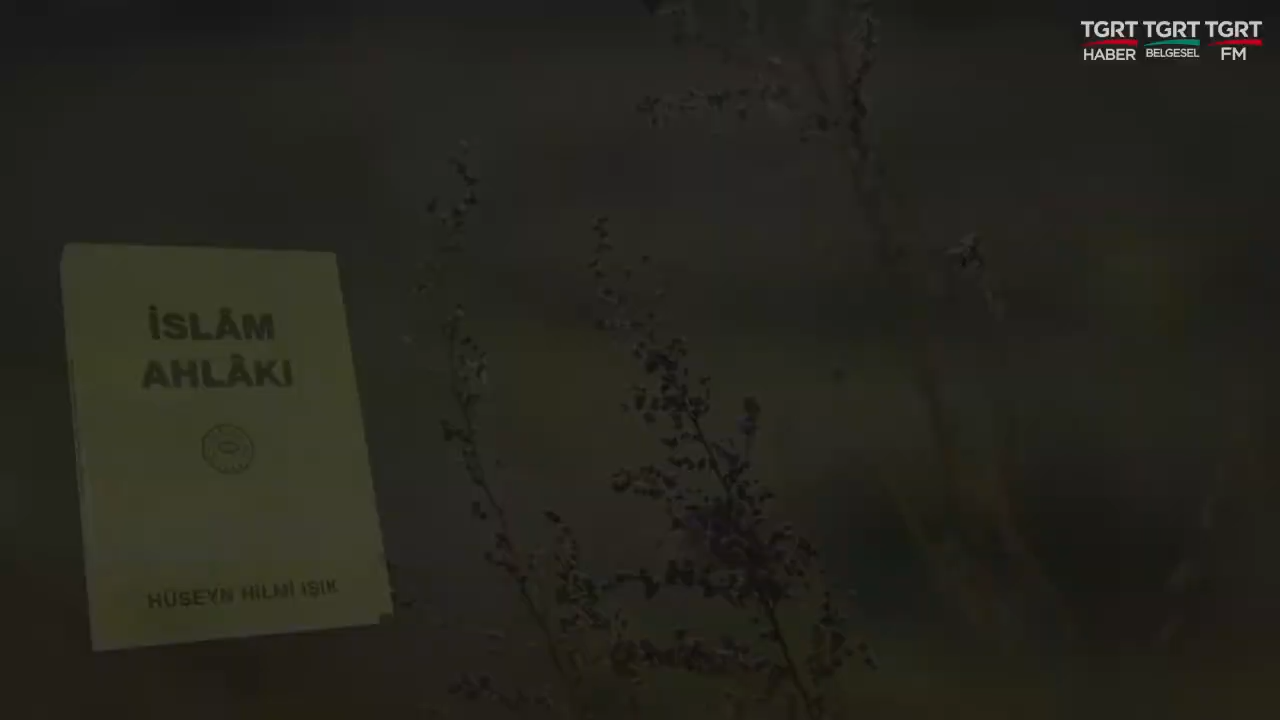 TGRT TGRT TGRT
HABER BELGESEL FM
İSLÂM
AHLÂKI
HÜSEYN HİLMİ IŞIK